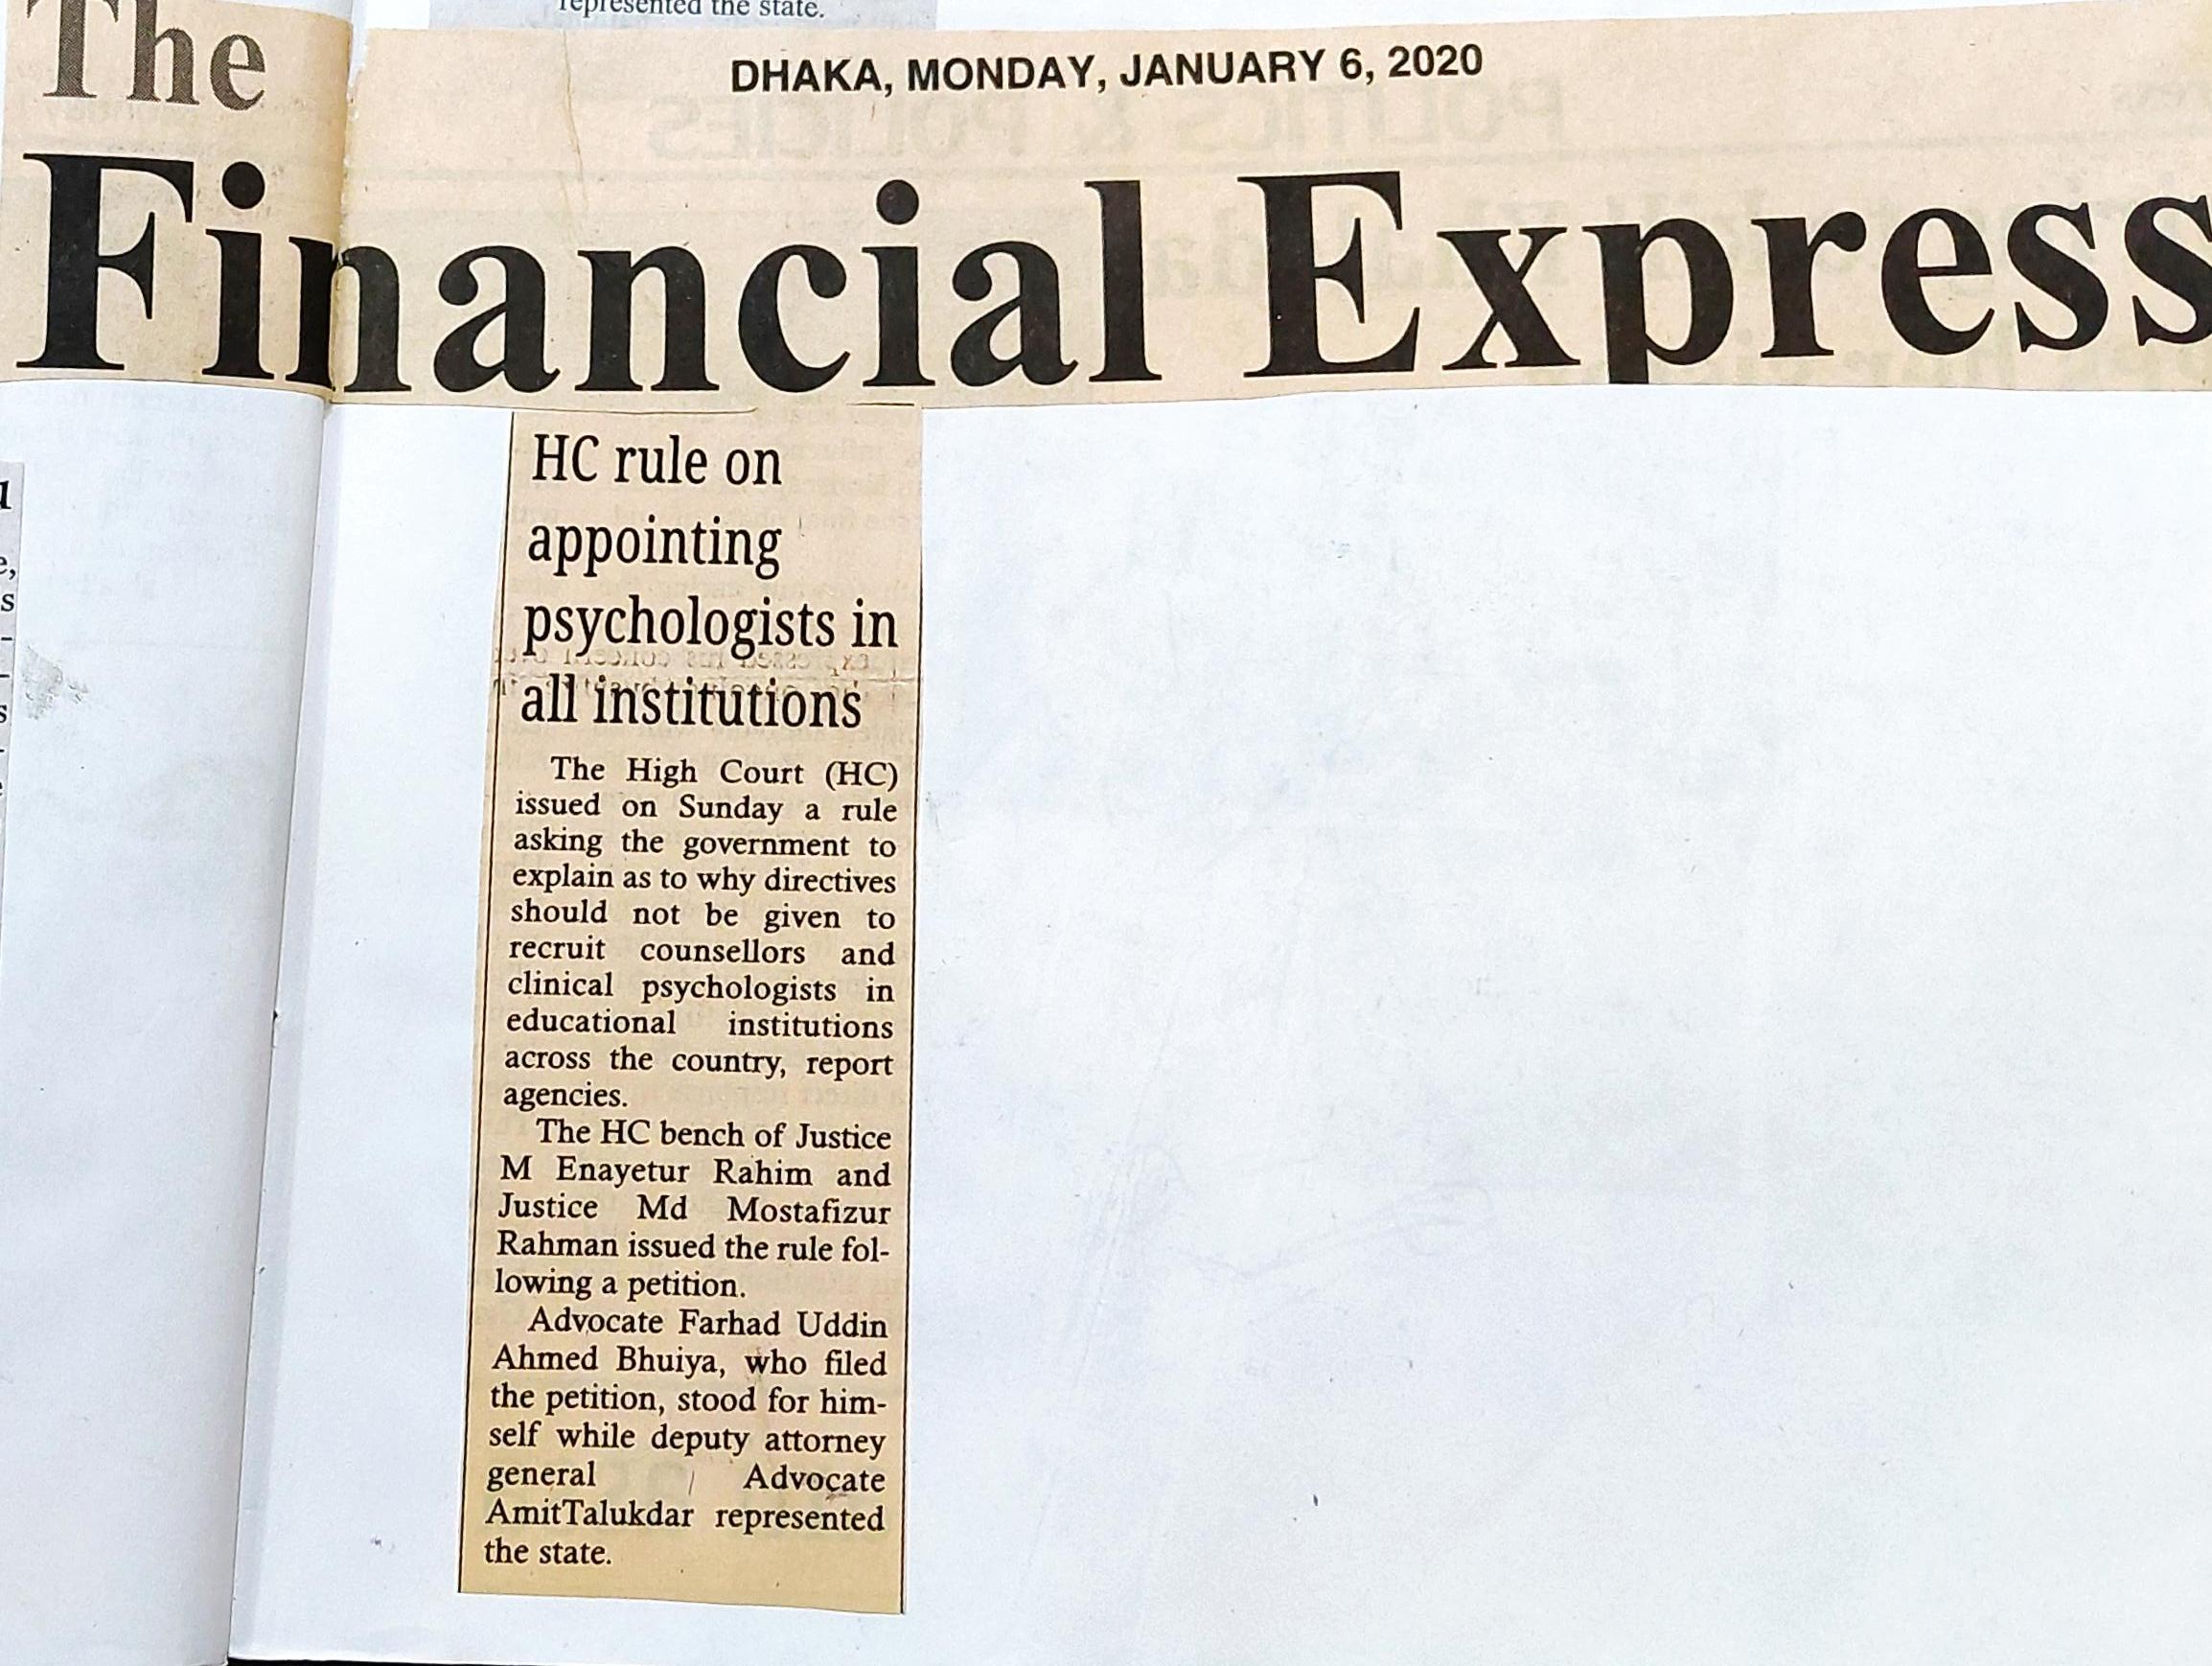 represented the state.
The
DHAKA, MONDAY, JANUARY 6, 2020
Financial Express
HC rule on
appointing
psychologists in
all institutions
The High Court (HC)
issued on Sunday a rule
asking the government to
explain as to why directives
should not be given to
recruit counsellors and
clinical psychologists in
educational institutions
across the country, report
agencies.
The HC bench of Justice
M Enayetur Rahim and
Justice Md Mostafizur
Rahman issued the rule fol-
lowing a petition.
Advocate Farhad Uddin
Ahmed Bhuiya, who filed
the petition, stood for him-
self while deputy attorney
general Advocate
AmitTalukdar represented
the state.